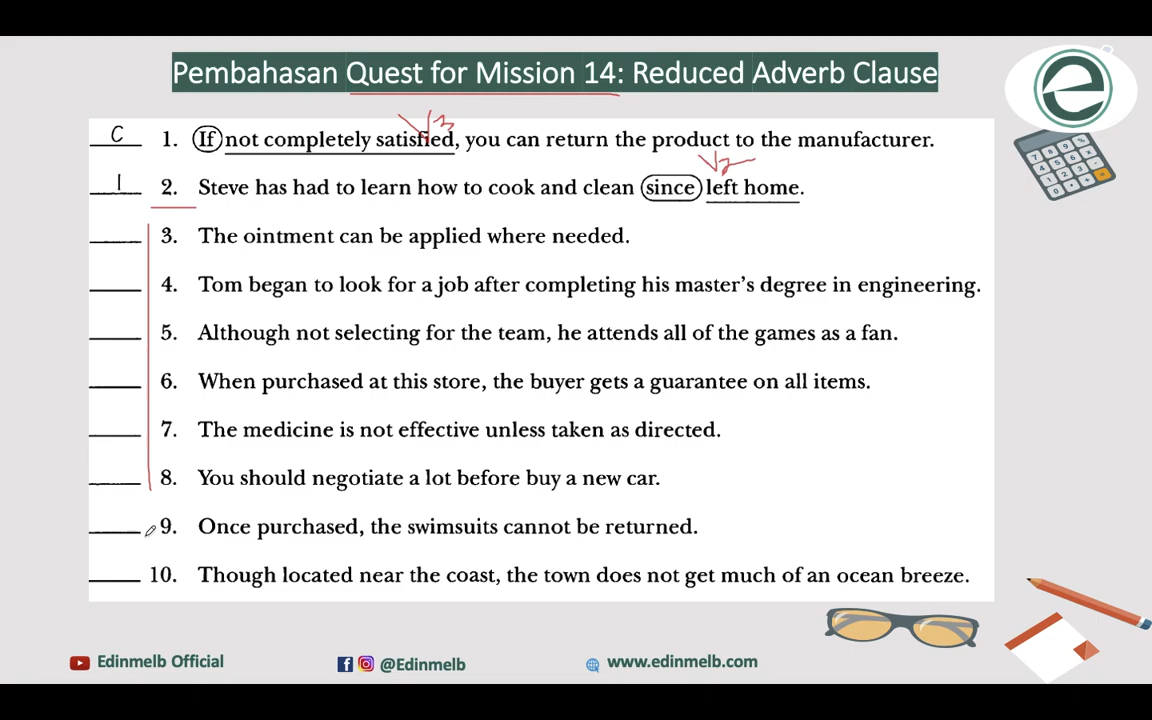 Pembahasan Quest for Mission 14: Reduced Adverb Clause
V3
C 1. If not completely satisfied, you can return the product to the manufacturer.
V2
I 2. Steve has had to learn how to cook and clean since left home.
3. The ointment can be applied where needed.
4. Tom began to look for a job after completing his master's degree in engineering.
5. Although not selecting for the team, he attends all of the games as a fan.
6. When purchased at this store, the buyer gets a guarantee on all items.
7. The medicine is not effective unless taken as directed.
8. You should negotiate a lot before buy a new car.
9. Once purchased, the swimsuits cannot be returned.
10. Though located near the coast, the town does not get much of an ocean breeze.
Edinmelb Official
@Edinmelb
www.edinmelb.com